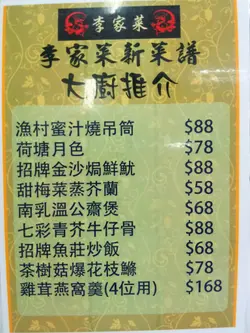 李家菜
李家菜新菜譜
大廚推介
漁村蜜汁燒吊筒 $88
荷塘月色 $78
招牌金沙焗鮮魷 $88
甜梅菜蒸芥蘭 $58
南乳溫公齋煲 $68
七彩青芥牛仔骨 $88
招牌魚莊炒飯 $68
茶樹菇爆花枝鰺 $78
雞茸燕窩羹(4位用) $168